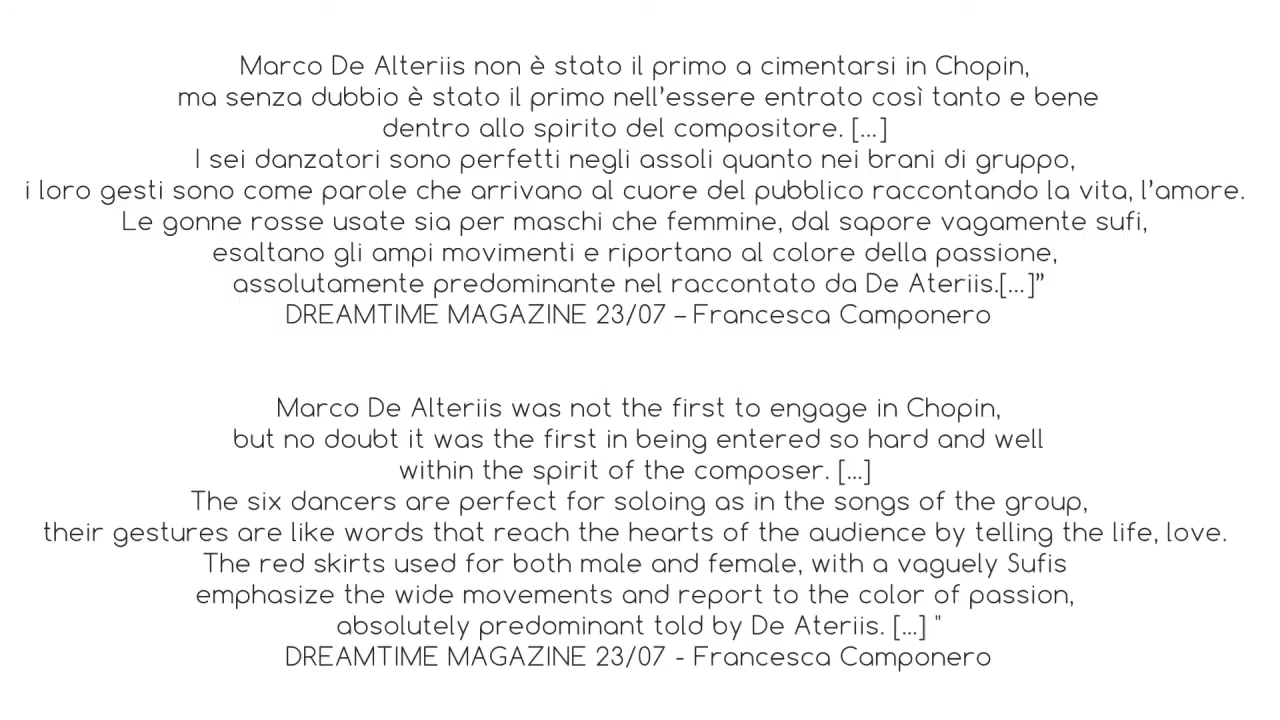 Marco De Alteriis non è stato il primo a cimentarsi in Chopin,
ma senza dubbio è stato il primo nell’essere entrato così tanto e bene
dentro allo spirito del compositore. [...]
I sei danzatori sono perfetti negli assoli quanto nei brani di gruppo,
i loro gesti sono come parole che arrivano al cuore del pubblico raccontando la vita, l’amore.
Le gonne rosse usate sia per maschi che femmine, dal sapore vagamente sufi,
esaltano gli ampi movimenti e riportano al colore della passione,
assolutamente predominante nel raccontato da De Ateriis.[...]”
DREAMTIME MAGAZINE 23/07 – Francesca Camponero
Marco De Alteriis was not the first to engage in Chopin,
but no doubt it was the first in being entered so hard and well
within the spirit of the composer. [...]
The six dancers are perfect for soloing as in the songs of the group,
their gestures are like words that reach the hearts of the audience by telling the life, love.
The red skirts used for both male and female, with a vaguely Sufis
emphasize the wide movements and report to the color of passion,
absolutely predominant told by De Ateriis. [...] "
DREAMTIME MAGAZINE 23/07 - Francesca Camponero